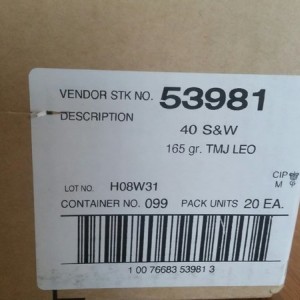 VENDOR STK NO. 53981
DESCRIPTION
40 S&W
165 gr. TMJ LEO
CIP
M
LOT NO. H08W31
CONTAINER NO. 099 PACK UNITS 20 EA.
1 00 76683 53981 3